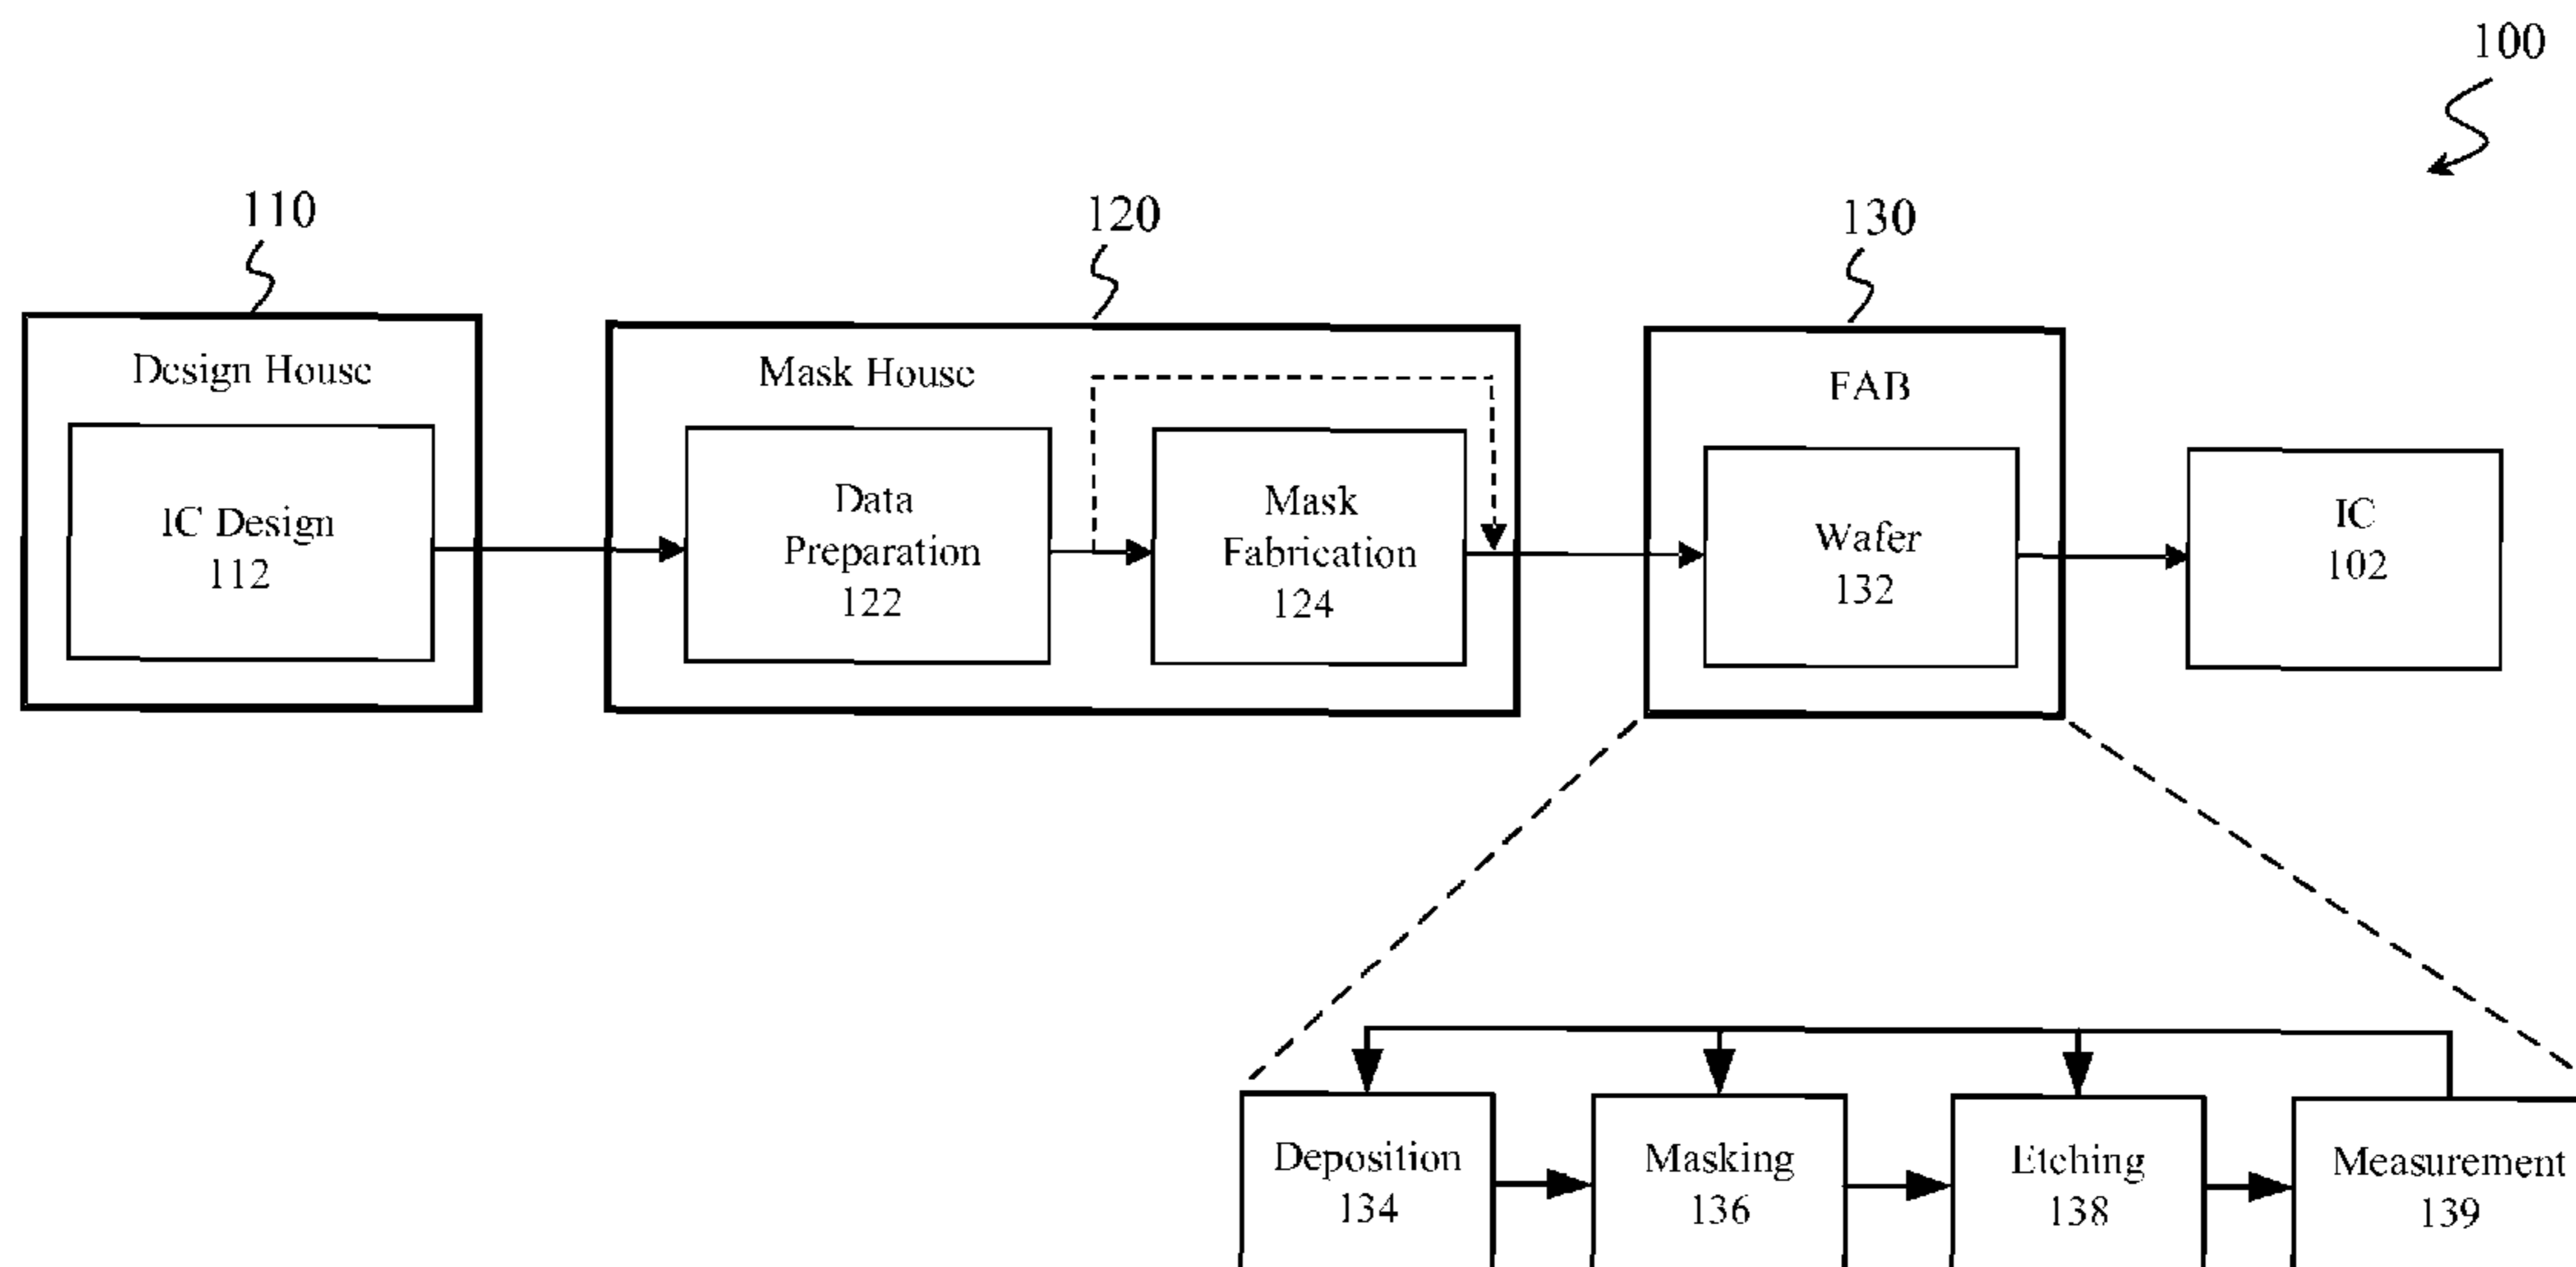 100
110
120
130
Design House
Mask House
FAB
IC Design
112
Data
Preparation
122
Mask
Fabrication
124
Wafer
132
IC
102
Deposition
134
Masking
136
Etching
138
Measurement
139